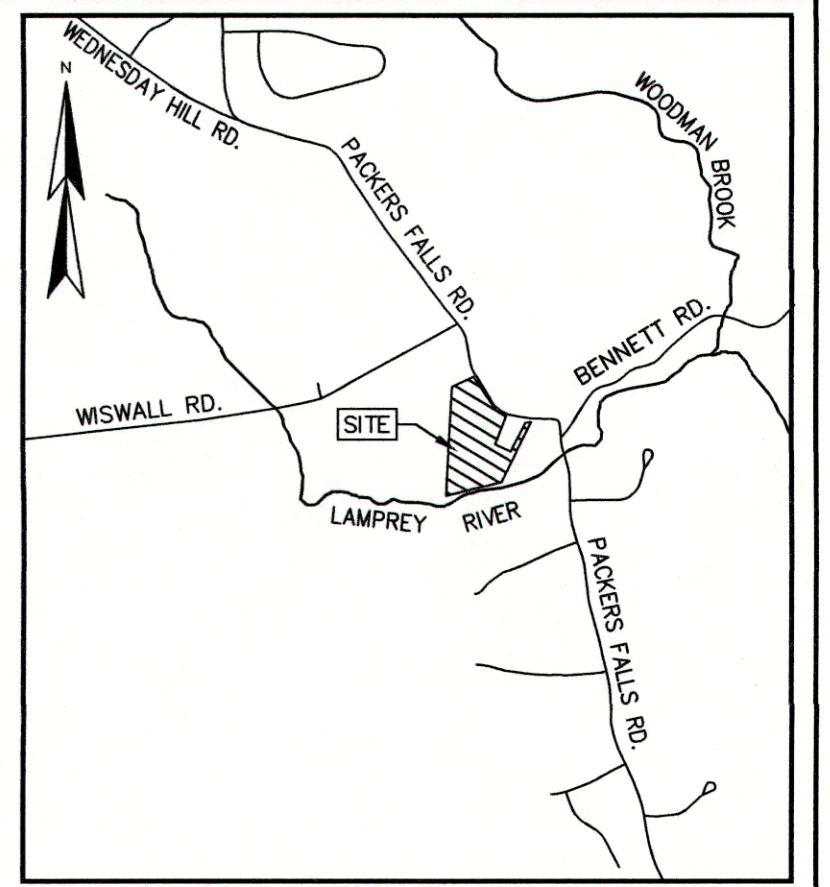 WEDNESDAY HILL RD.
N
WOODMAN BROOK
PACKERS FALLS RD.
BENNETT RD.
WISWALL RD.
SITE
LAMPREY RIVER
PACKERS FALLS RD.